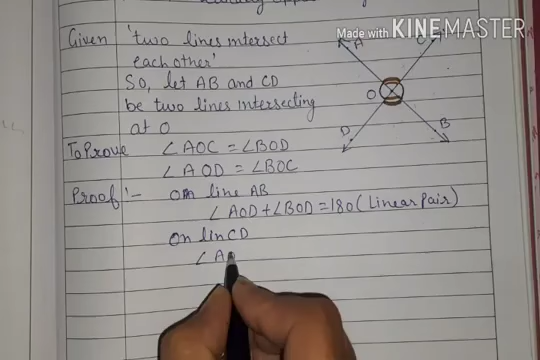 Made with KINEMASTER
Given 'two lines intersect
each other'
So, let AB and CD
be two lines intersecting
at O
To Prove ∠AOC = ∠BOD
∠AOD = ∠BOC
Proof :- on line AB
∠AOD + ∠BOD = 180 (Linear Pair)
On lin CD
∠A
A
C
O
D
B